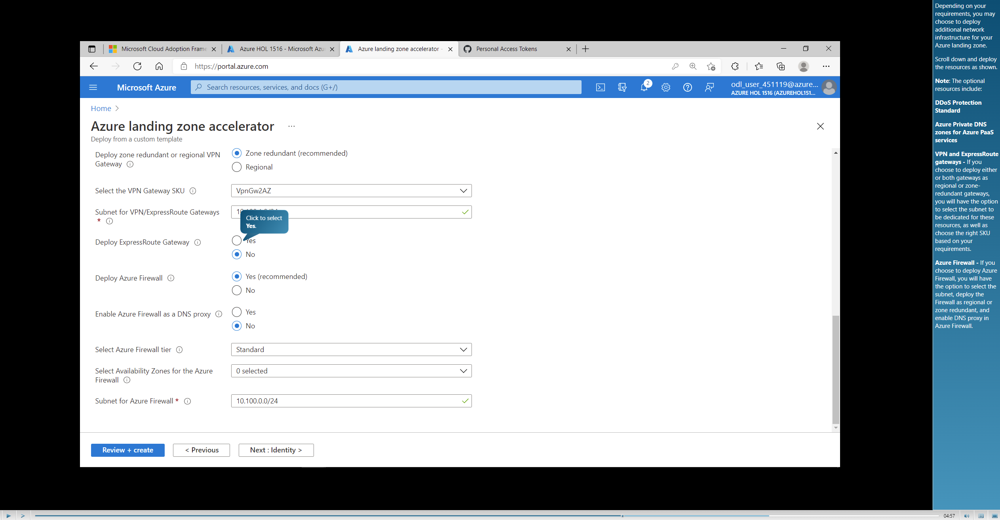 Microsoft Cloud Adoption Frame
Azure HOL 1516 - Microsoft Azu
Azure landing zone accelerator -
Personal Access Tokens
https://portal.azure.com
Microsoft Azure
Search resources, services, and docs (G+/)
2
odl_user_451119@azure...
AZURE HOL 1516 (AZUREHOL151...
Home >
Azure landing zone accelerator ...
Deploy from a custom template
Deploy zone redundant or regional VPN
Gateway
Zone redundant (recommended)
Regional
Select the VPN Gateway SKU
VpnGw2AZ
Subnet for VPN/ExpressRoute Gateways
*
Click to select
Yes.
Deploy ExpressRoute Gateway
Yes
No
Deploy Azure Firewall
Yes (recommended)
No
Enable Azure Firewall as a DNS proxy
Yes
No
Select Azure Firewall tier
Standard
Select Availability Zones for the Azure
Firewall
0 selected
Subnet for Azure Firewall *
10.100.0.0/24
Review + create
< Previous
Next : Identity >
Depending on your
requirements, you may
choose to deploy
additional network
infrastructure for your
Azure landing zone.
Scroll down and deploy
the resources as shown.
Note: The optional
resources include:
DDoS Protection
Standard
Azure Private DNS
zones for Azure PaaS
services
VPN and ExpressRoute
gateways - If you
choose to deploy either
or both gateways as
regional or zone-
redundant gateways,
you will have the option
to select the subnet to
be dedicated for these
resources, as well as
choose the right SKU
based on your
requirements.
Azure Firewall - If you
choose to deploy Azure
Firewall, you will have
the option to select the
subnet, deploy the
Firewall as regional or
zone redundant, and
enable DNS proxy in
Azure Firewall.
04:57